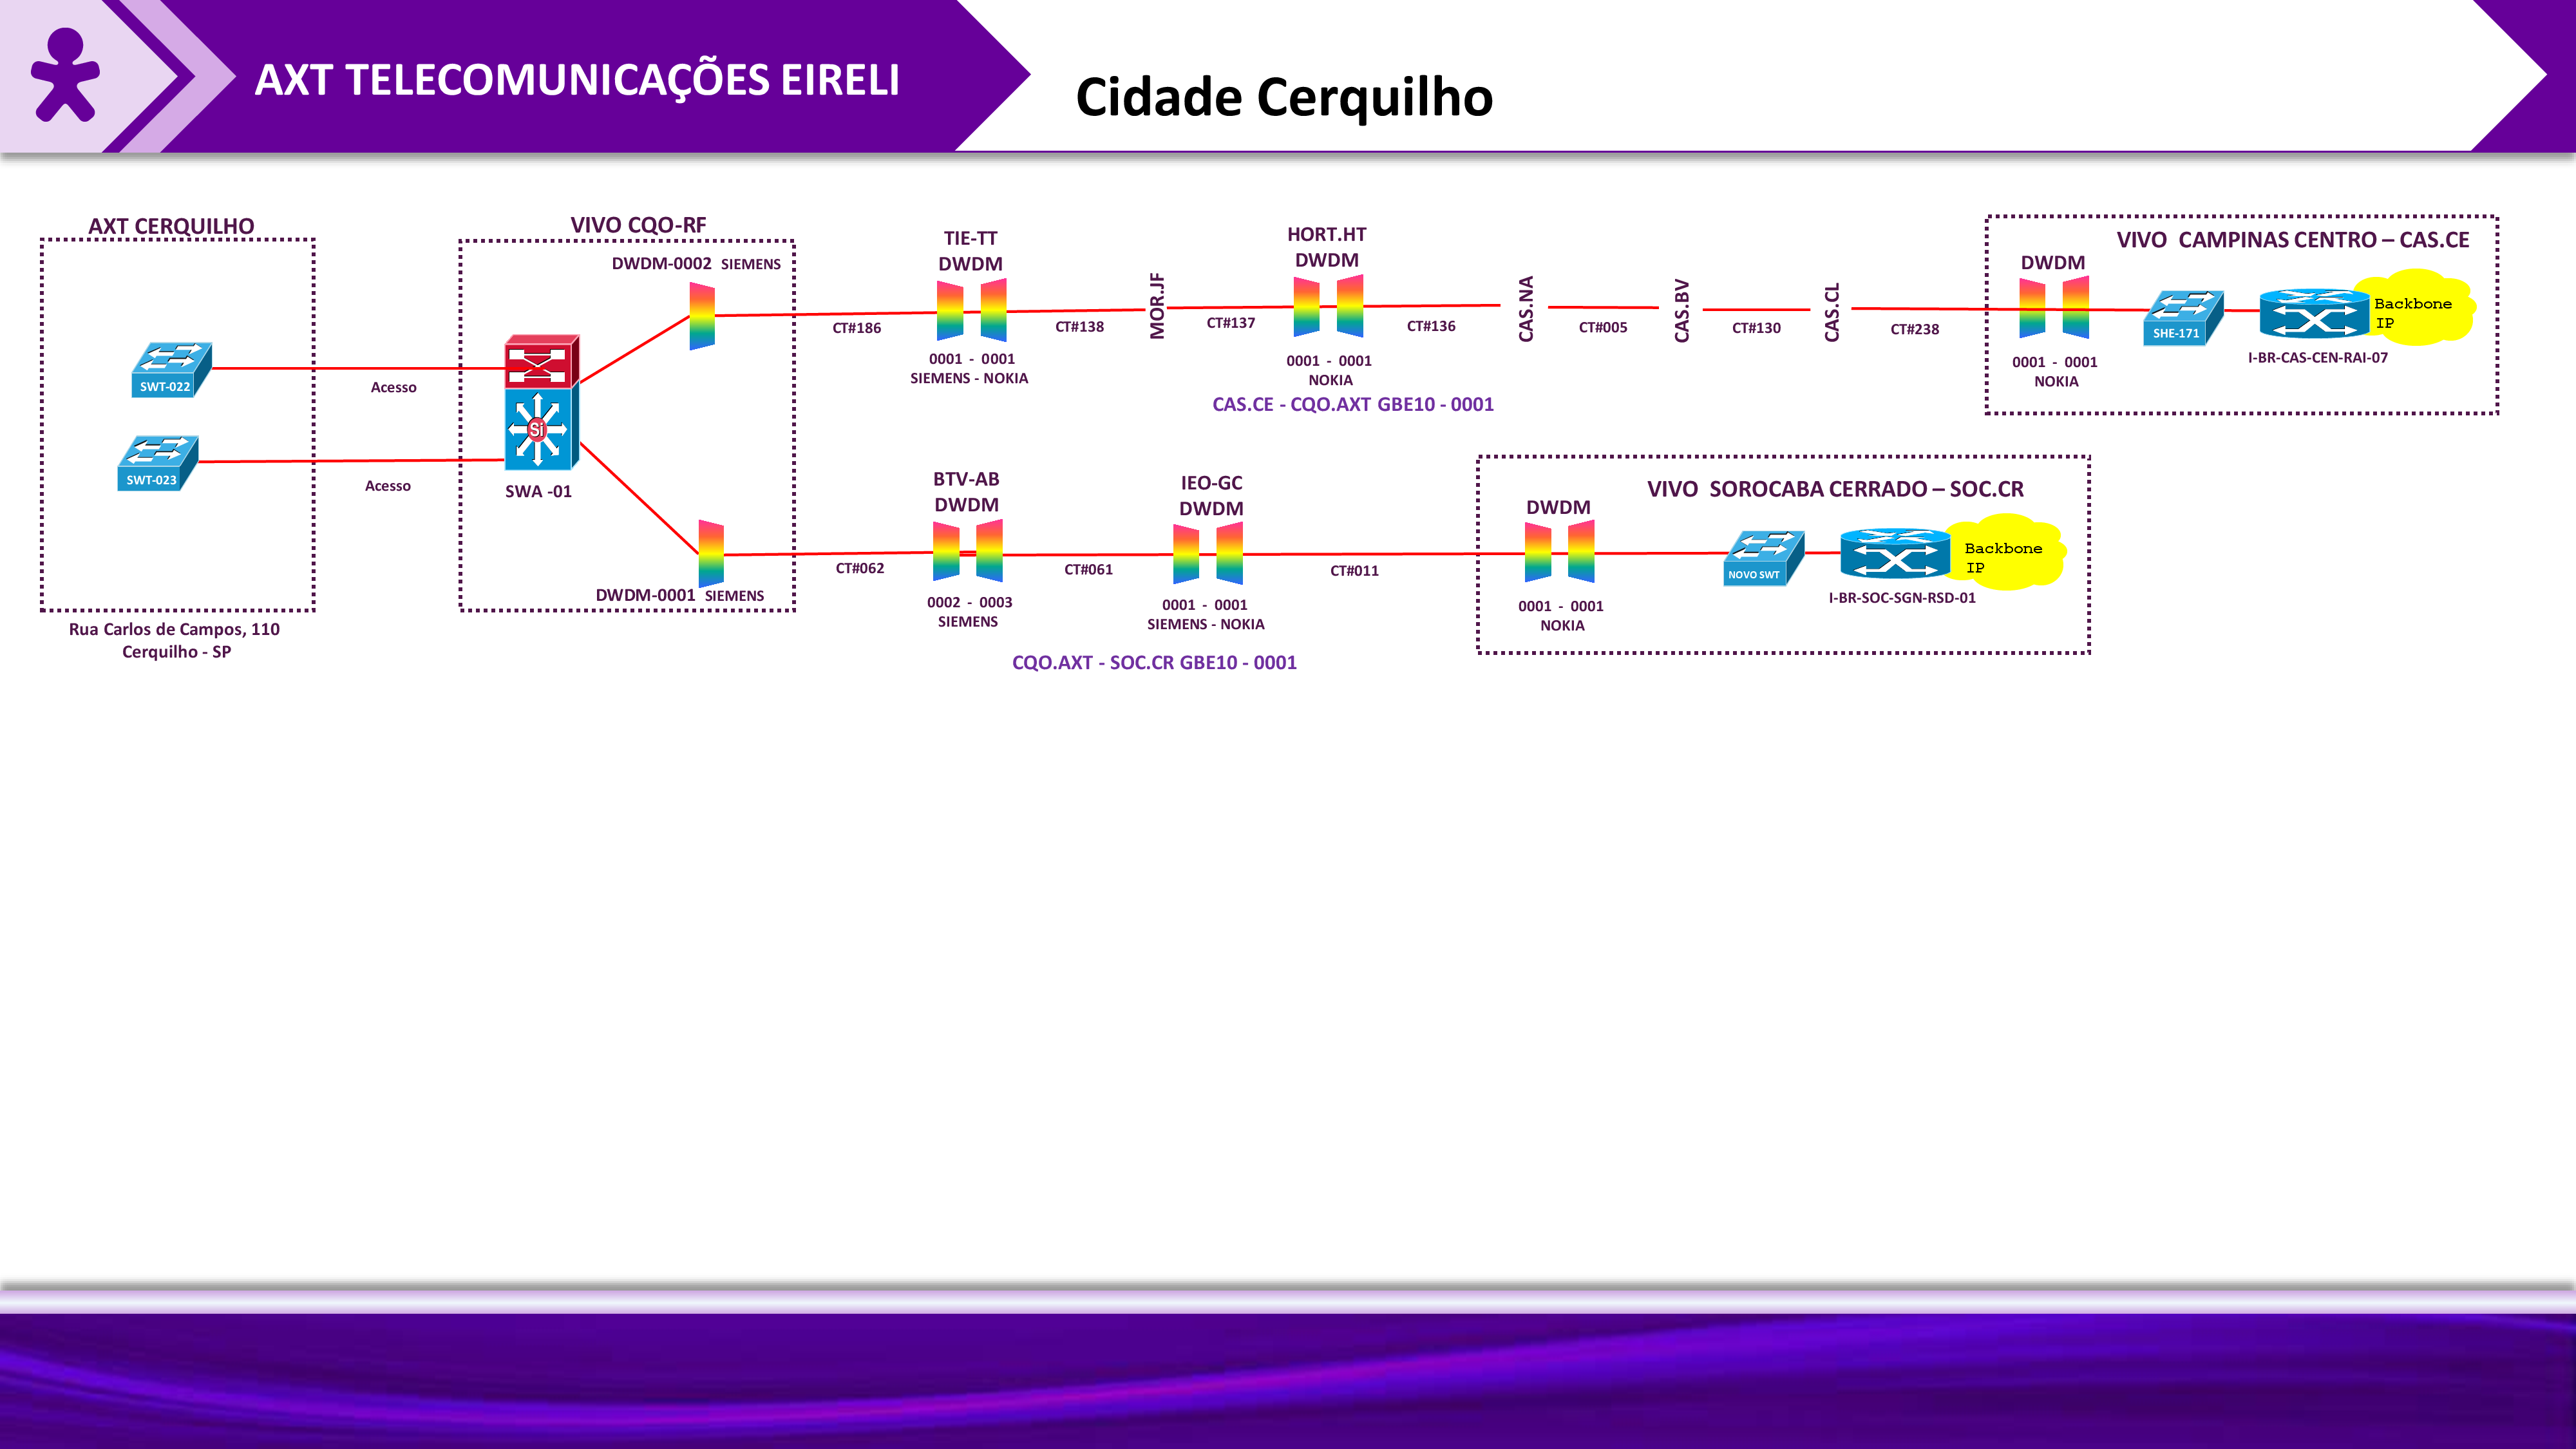 AXT TELECOMUNICAÇÕES EIRELI
Cidade Cerquilho
AXT CERQUILHO
SWT-022
SWT-023
Rua Carlos de Campos, 110
Cerquilho - SP
Acesso
Acesso
VIVO CQO-RF
DWDM-0002 SIEMENS
Si
SWA -01
DWDM-0001 SIEMENS
CT#186
TIE-TT
DWDM
0001 - 0001
SIEMENS - NOKIA
CT#138
MOR.JF
CT#137
HORT.HT
DWDM
0001 - 0001
NOKIA
CT#136
CAS.NA
CT#005
CAS.BV
CT#130
CAS.CL
CT#238
CAS.CE - CQO.AXT GBE10 - 0001
VIVO CAMPINAS CENTRO – CAS.CE
DWDM
0001 - 0001
NOKIA
SHE-171
Backbone
IP
I-BR-CAS-CEN-RAI-07
CT#062
BTV-AB
DWDM
0002 - 0003
SIEMENS
CT#061
IEO-GC
DWDM
0001 - 0001
SIEMENS - NOKIA
CT#011
CQO.AXT - SOC.CR GBE10 - 0001
VIVO SOROCABA CERRADO – SOC.CR
DWDM
0001 - 0001
NOKIA
NOVO SWT
Backbone
IP
I-BR-SOC-SGN-RSD-01